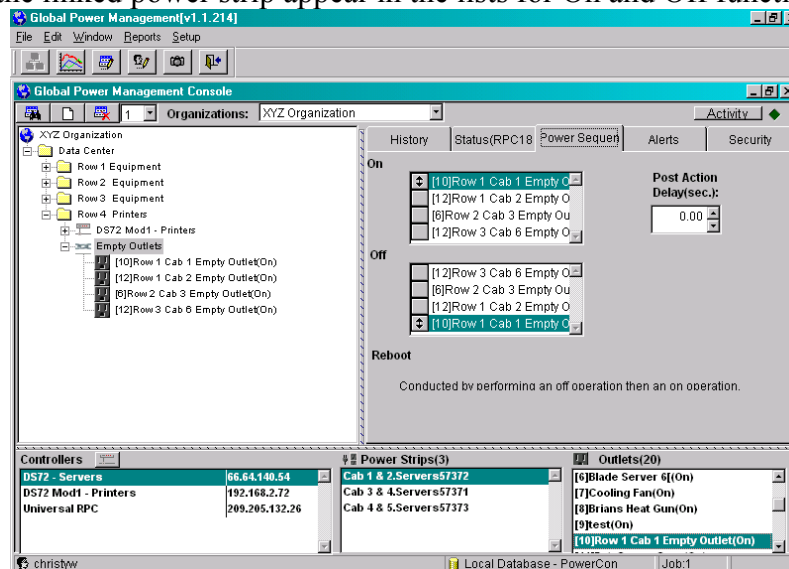 the linked power strip appear in the lists for On and Off functi
Global Power Management[v1.1.214]
File Edit Window Reports Setup
Global Power Management Console
1 Organizations: XYZ Organization Activity
XYZ Organization
Data Center
Row 1 Equipment
Row 2 Equipment
Row 3 Equipment
Row 4 Printers
DS72 Mod1 - Printers
Empty Outlets
[10]Row 1 Cab 1 Empty Outlet(On)
[12]Row 1 Cab 2 Empty Outlet(On)
[6]Row 2 Cab 3 Empty Outlet(On)
[12]Row 3 Cab 6 Empty Outlet(On)
History Status(RPC18 Power Sequen Alerts Security
On
[10]Row 1 Cab 1 Empty O
[12]Row 1 Cab 2 Empty O
[6]Row 2 Cab 3 Empty Ou
[12]Row 3 Cab 6 Empty O
Post Action
Delay(sec.):
0.00
Off
[12]Row 3 Cab 6 Empty O
[6]Row 2 Cab 3 Empty Ou
[12]Row 1 Cab 2 Empty O
[10]Row 1 Cab 1 Empty O
Reboot
Conducted by performing an off operation then an on operation.
Controllers
DS72 - Servers 66.64.140.54
DS72 Mod1 - Printers 192.168.2.72
Universal RPC 209.205.132.26
Power Strips(3)
Cab 1 & 2.Servers57372
Cab 3 & 4.Servers57371
Cab 4 & 5.Servers57373
Outlets(20)
[6]Blade Server 6[(On)
[7]Cooling Fan(On)
[8]Brians Heat Gun(On)
[9]test(On)
[10]Row 1 Cab 1 Empty Outlet(On)
christyw Local Database - PowerCon Job:1